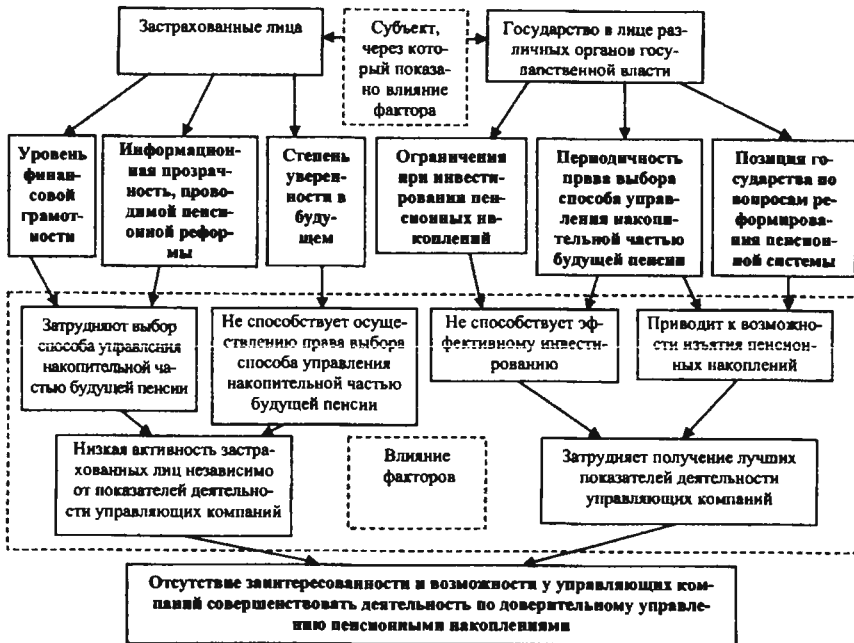 Застрахованные лица
Субъект,
через кото-
рый показа-
но влияние
фактора
Государство в лице раз-
личных органов госу-
дарственной власти
Уровень
финан-
совой
грамот-
ности
Информацион-
ная прозрач-
ность, прово-
димой пенси-
онной рефор-
мы
Степень
уверен-
ности в
буду-
щем
Ограничения
при инвести-
ровании пен-
сионных на-
коплений
Периодичность
права выбора
способа управ-
ления накопи-
тельной частью
будущей пенсии
Позиция го-
сударства по
вопросам ре-
формирова-
ния пенсион-
ной системы
Затрудняют выбор
способа управления
накопительной ча-
стью будущей пенсии
Не способствует осуще-
ствлению права выбора
способа управления
накопительной частью
будущей пенсии
Не способствует эф-
фективному инвести-
рованию
Приводит к возможно-
сти изъятия пенсион-
ных накоплений
Низкая активность застра-
хованных лиц независимо
от показателей деятельно-
сти управляющих компаний
Влияние
факторов
Затрудняет получение лучших
показателей деятельности
управляющих компаний
Отсутствие заинтересованности и возможности у управляющих ком-
паний совершенствовать деятельность по доверительному управле-
нию пенсионными накоплениями